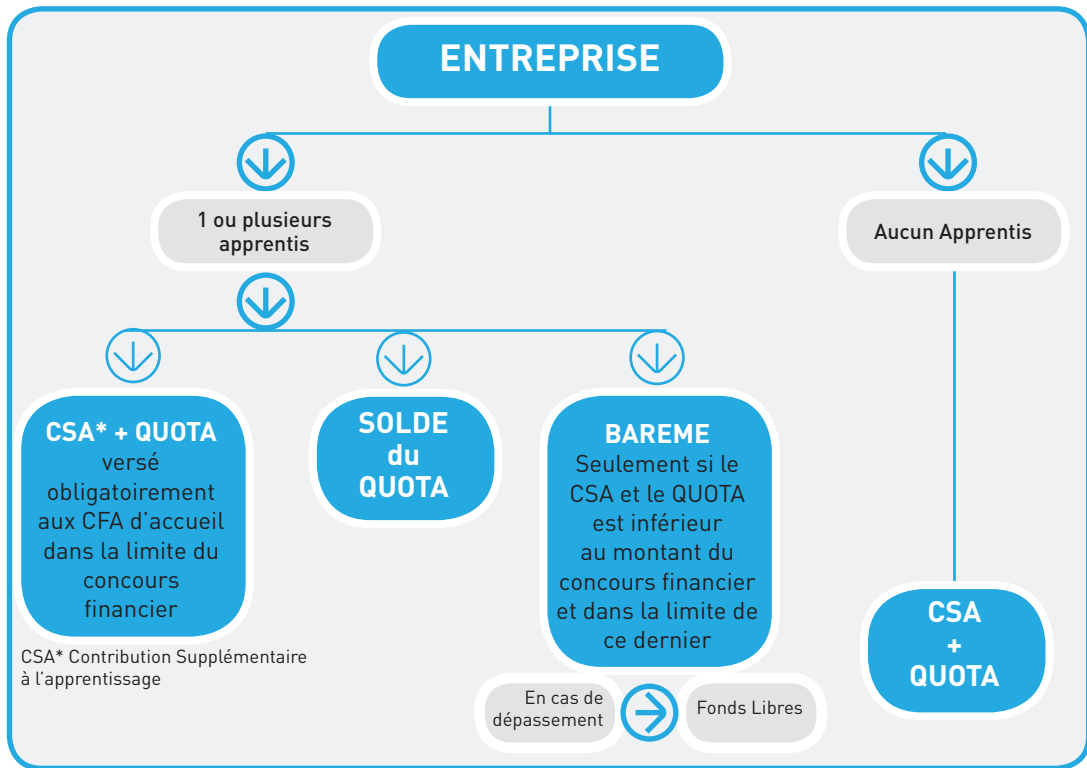 ENTREPRISE
1 ou plusieurs
apprentis
Aucun Apprentis
CSA* + QUOTA
versé
obligatoirement
aux CFA d’accueil
dans la limite du
concours
financier
SOLDE
du
QUOTA
BAREME
Seulement si le
CSA et le QUOTA
est inférieur
au montant du
concours financier
et dans la limite de
ce dernier
CSA
+
QUOTA
CSA* Contribution Supplémentaire
à l’apprentissage
En cas de
dépassement
Fonds Libres